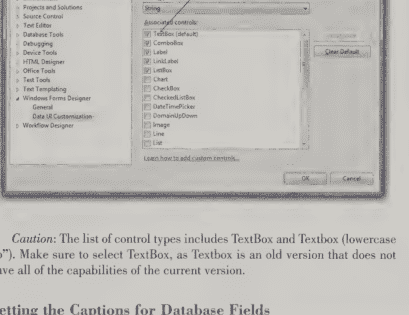 Projects and Solutions
Source Control
Text Editor
Database Tools
Debugging
Device Tools
HTML Designer
Office Tools
Test Tools
Text Templating
Windows Forms Designer
General
Data UI Customization
Workflow Designer
String
Associated controls:
TextBox (default)
ComboBox
Label
LinkLabel
ListBox
Chart
CheckBox
CheckedListBox
DateTimePicker
DomainUpDown
Image
Line
List
Clear Default
Learn how to add custom controls...
OK Cancel
Caution: The list of control types includes TextBox and Textbox (lowercase
”). Make sure to select TextBox, as Textbox is an old version that does not
ave all of the capabilities of the current version.
etting the Captions for Database Fields